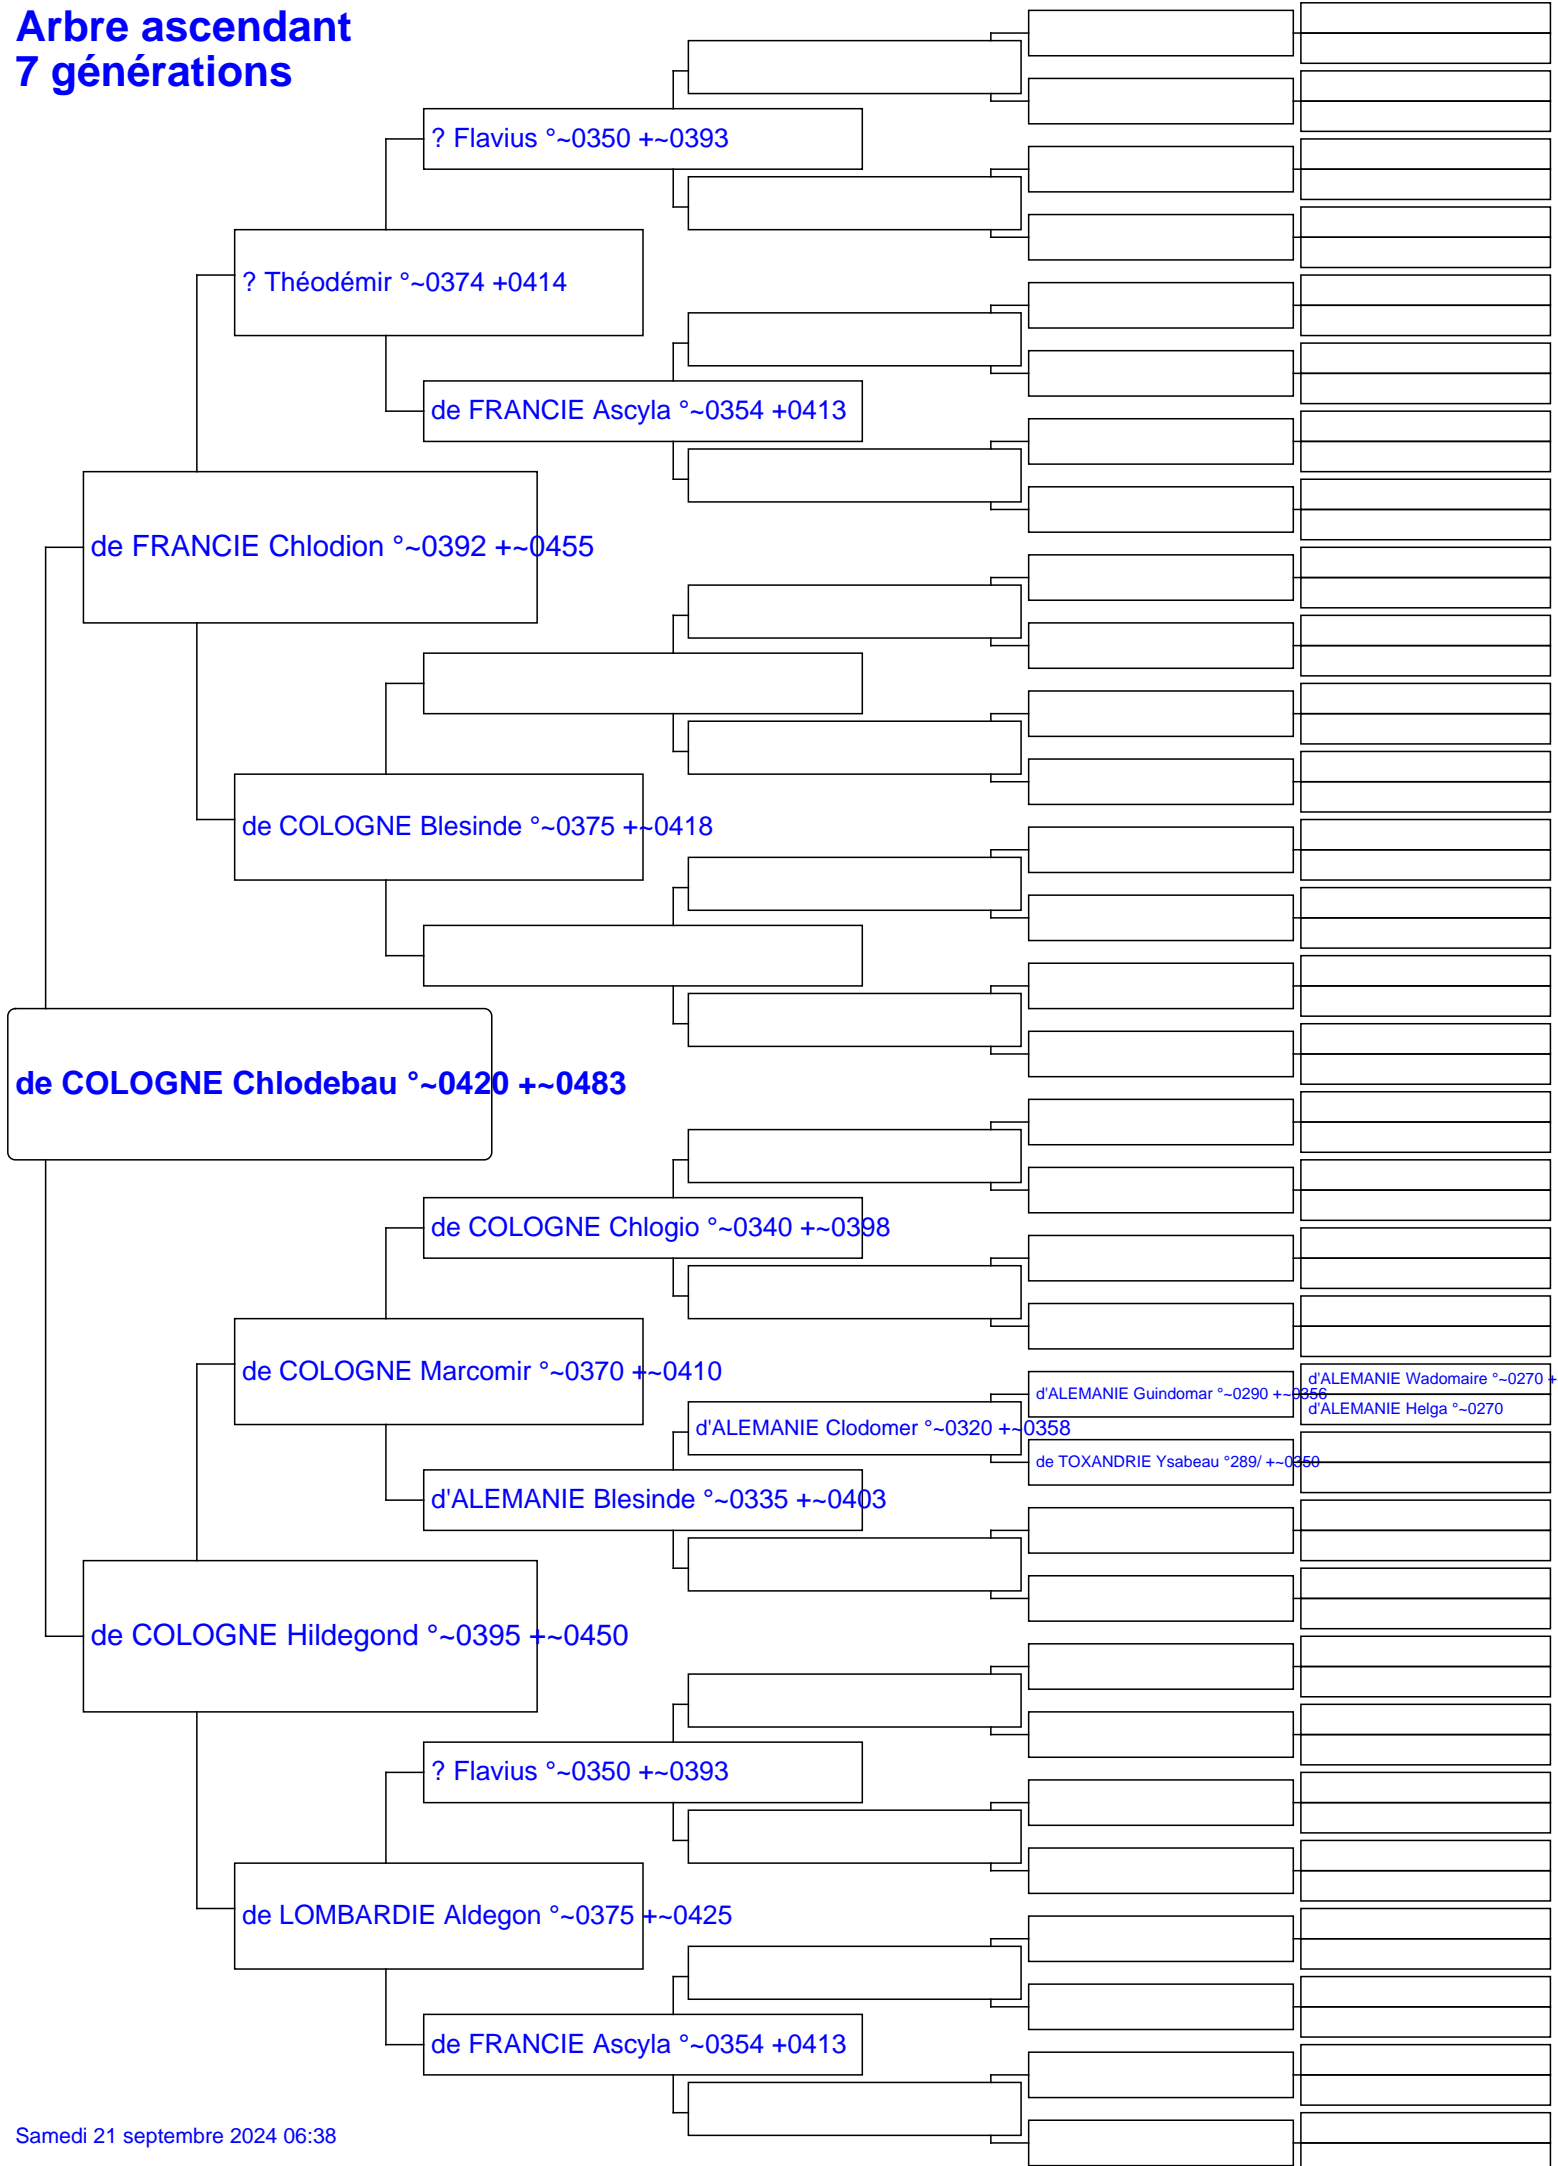 Arbre ascendant
7 générations
? Flavius °~0350 +~0393
? Théodémir °~0374 +0414
de FRANCIE Ascyla °~0354 +0413
de FRANCIE Chlodion °~0392 +~0455
de COLOGNE Blesinde °~0375 +~0418
de COLOGNE Chlodebau °~0420 +~0483
de COLOGNE Chlogio °~0340 +~0398
de COLOGNE Marcomir °~0370 +~0410
d'ALEMANIE Wadomaire °~0270 +
d'ALEMANIE Guindomar °~0290 +~0356
d'ALEMANIE Helga °~0270
d'ALEMANIE Clodomer °~0320 +~0358
de TOXANDRIE Ysabeau °289/ +~0350
d'ALEMANIE Blesinde °~0335 +~0403
de COLOGNE Hildegond °~0395 +~0450
? Flavius °~0350 +~0393
de LOMBARDIE Aldegon °~0375 +~0425
de FRANCIE Ascyla °~0354 +0413
Samedi 21 septembre 2024 06:38